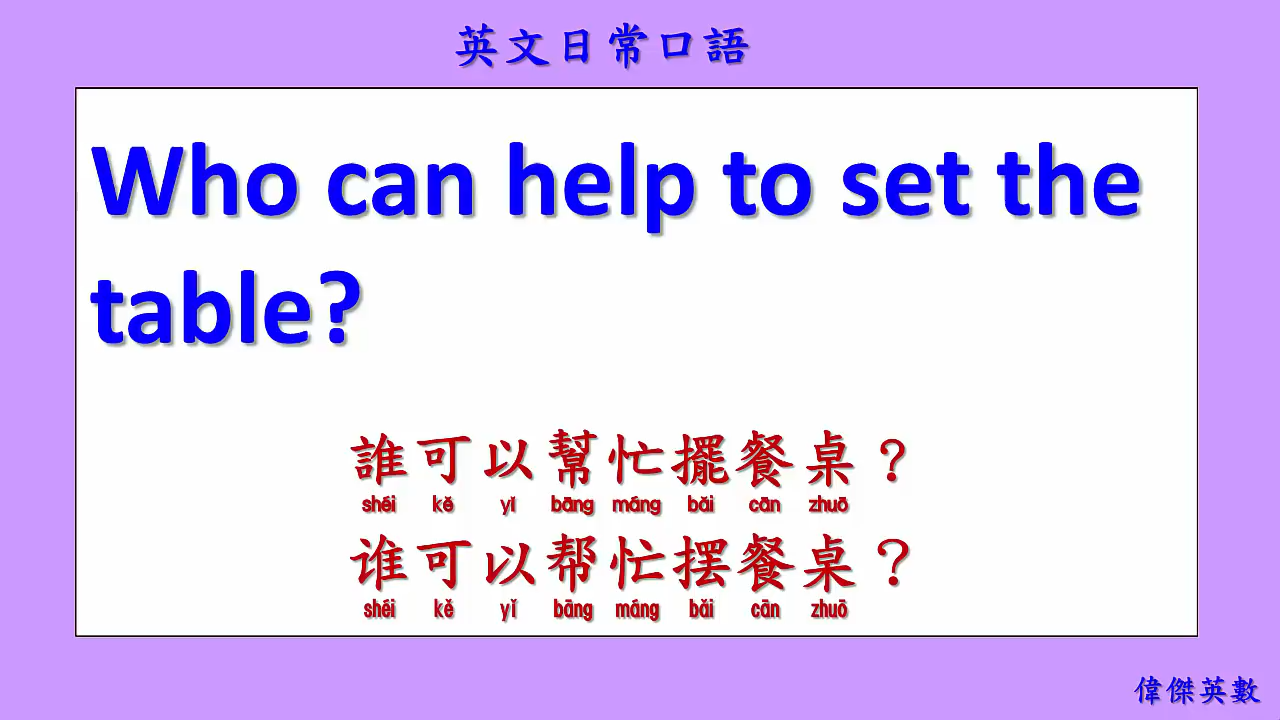 英文日常口語
Who can help to set the
table?
誰可以幫忙擺餐桌？
shéi kě yǐ bāng máng bǎi cān zhuō
谁可以帮忙摆餐桌？
shéi kě yǐ bāng máng bǎi cān zhuō
偉傑英數